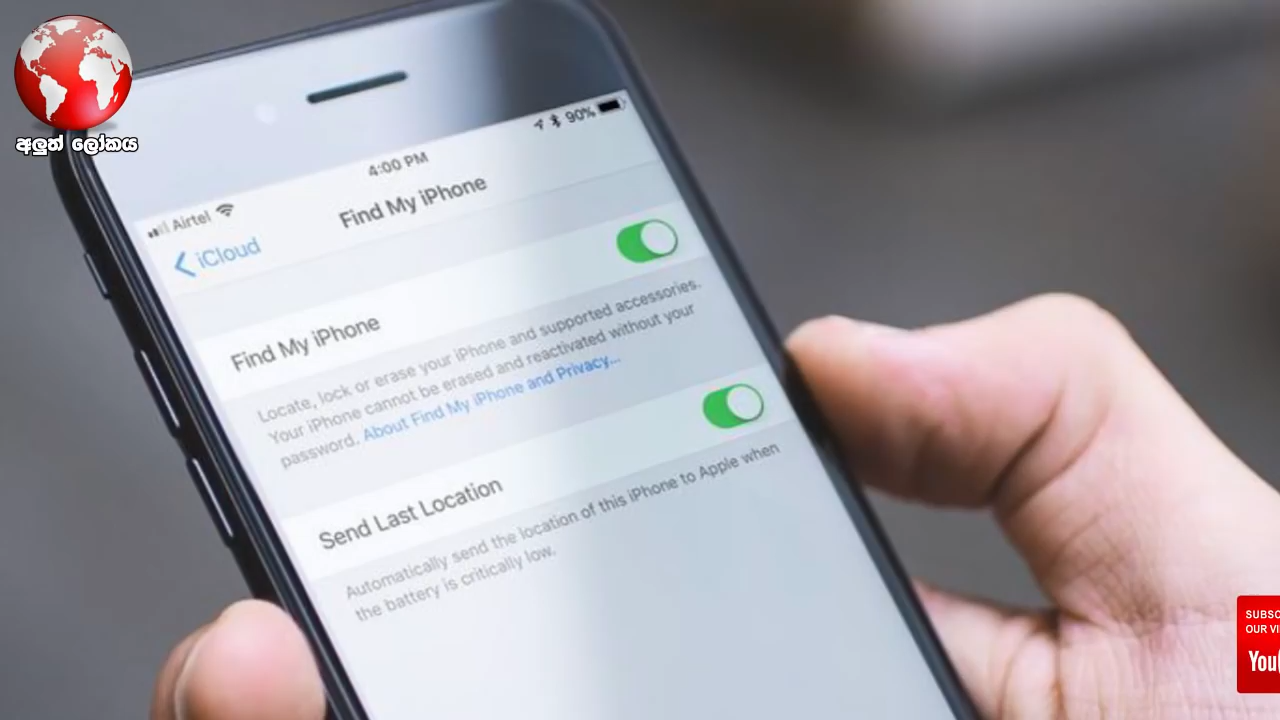 අලුත් ලෝකය
Airtel
4:00 PM
90%
iCloud
Find My iPhone
Find My iPhone
Locate, lock or erase your iPhone and supported accessories.
Your iPhone cannot be erased and reactivated without your
password. About Find My iPhone and Privacy...
Send Last Location
Automatically send the location of this iPhone to Apple when
the battery is critically low.
SUBSC
OUR VI
You